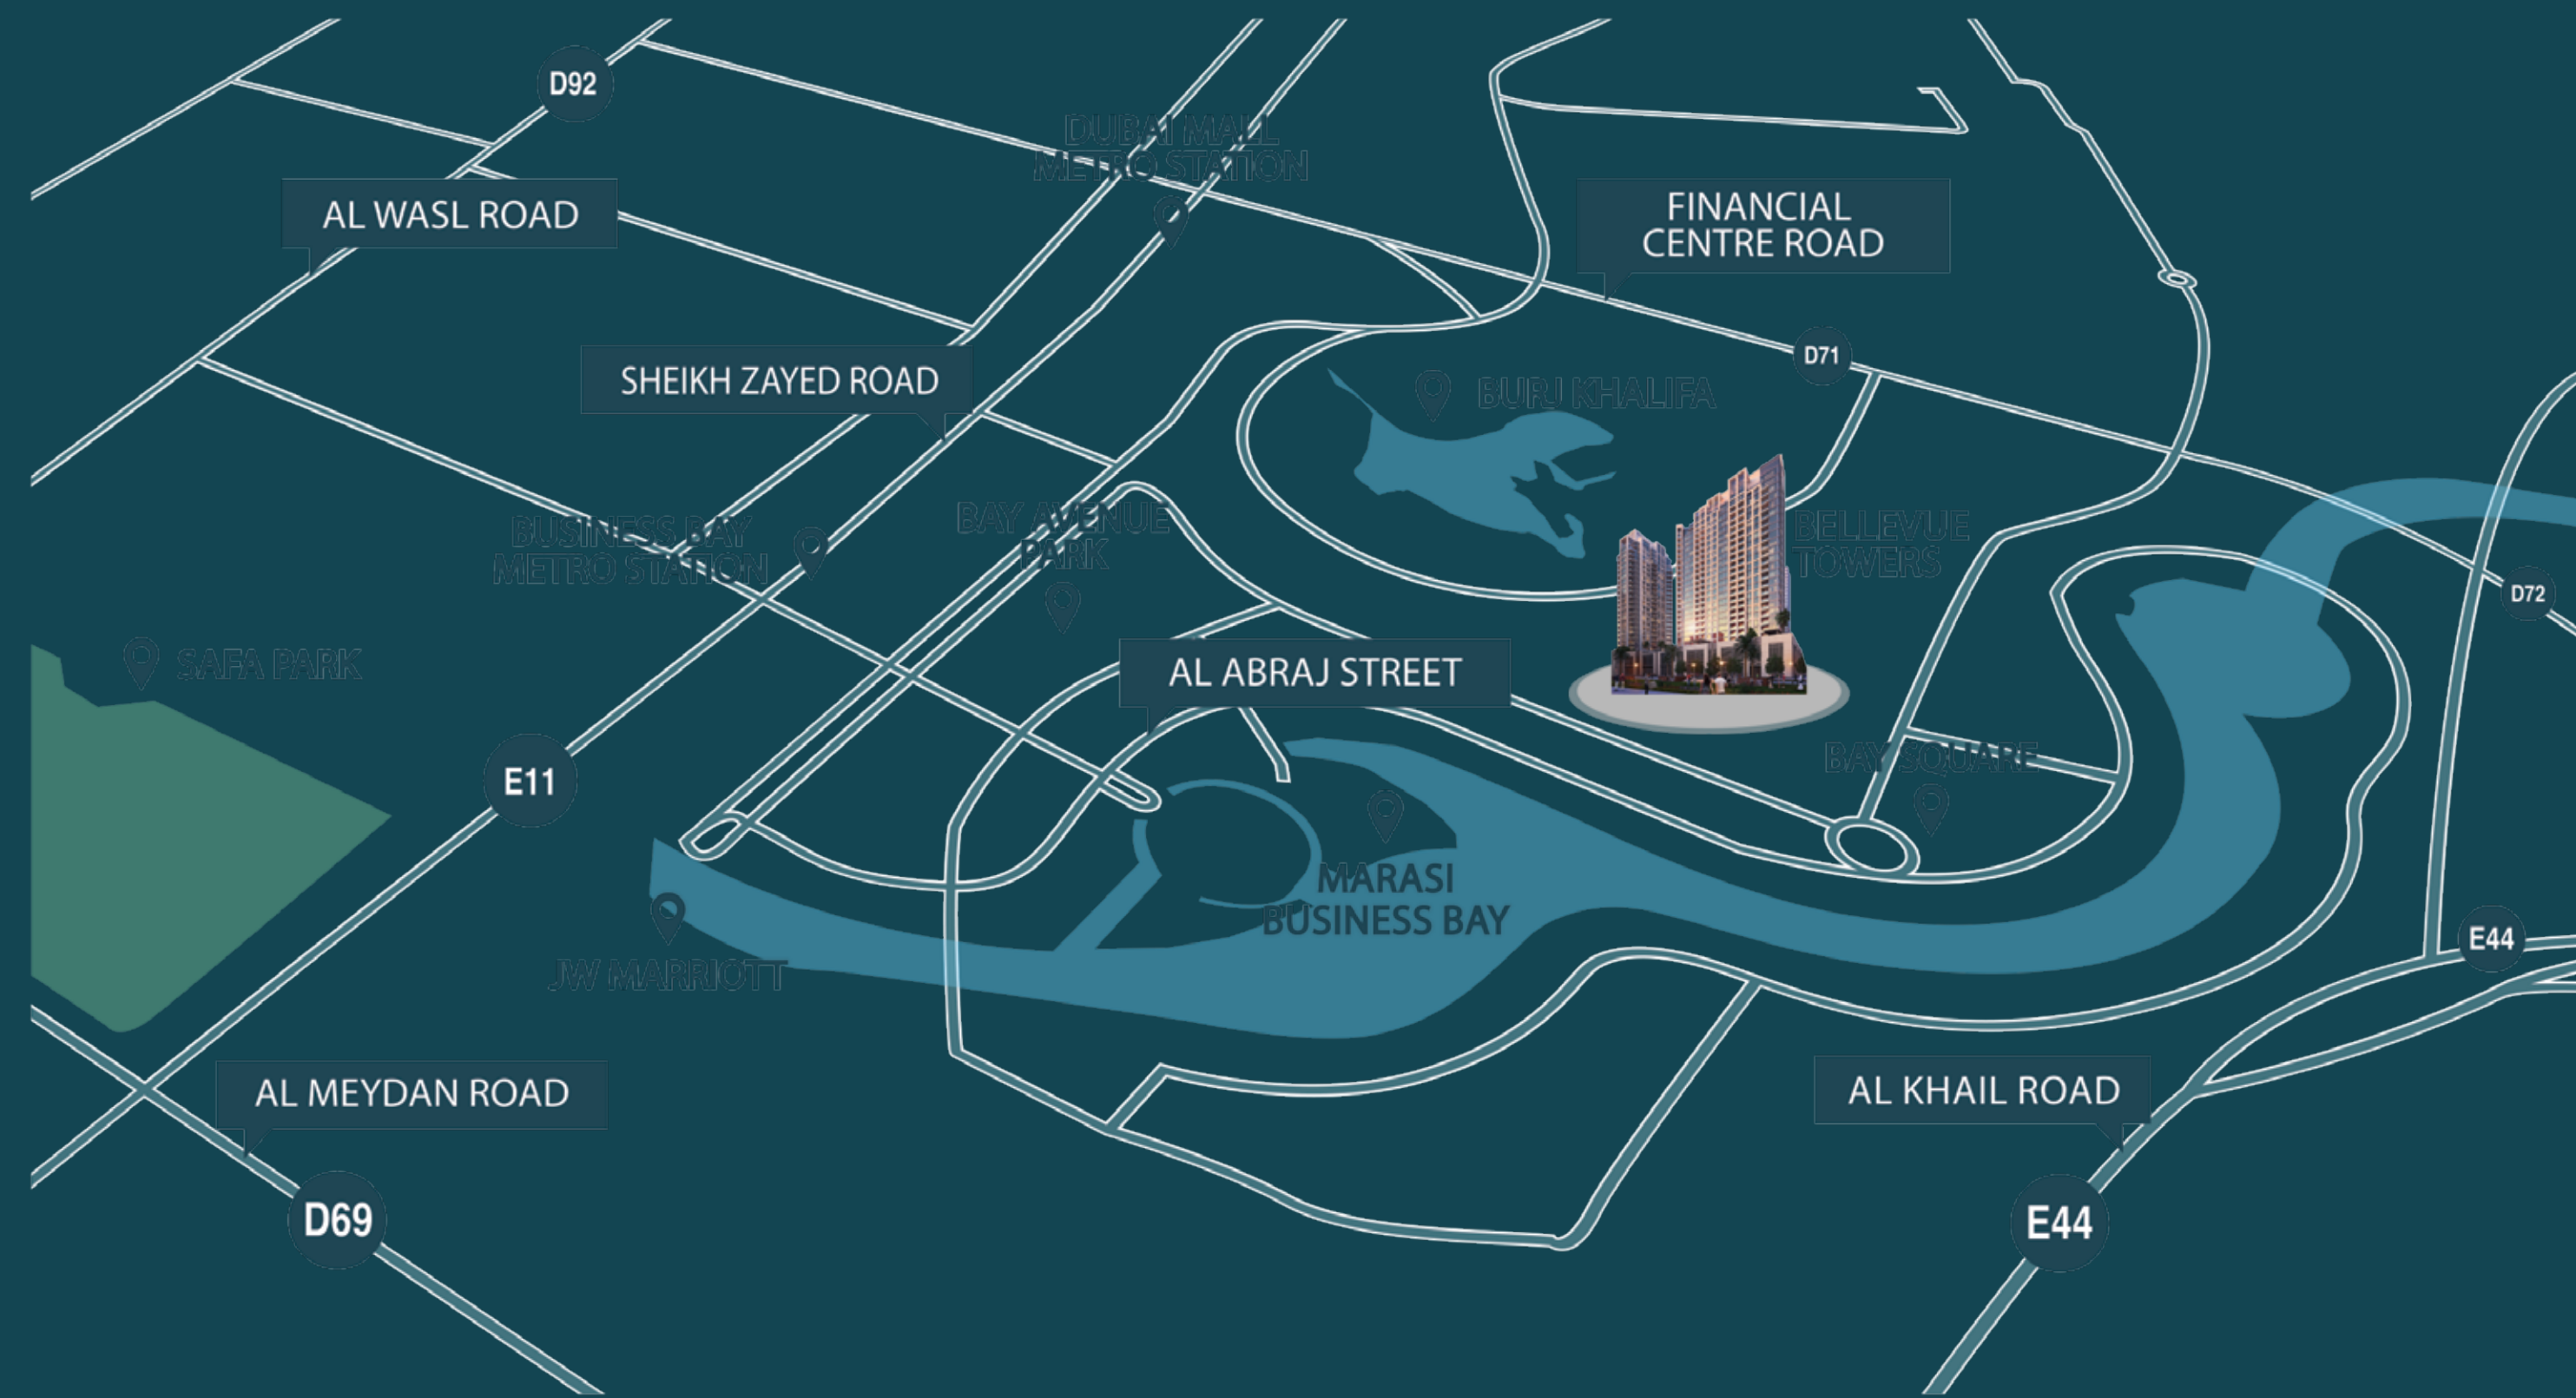 D92
DUBAI MALL
METRO STATION
AL WASL ROAD
FINANCIAL
CENTRE ROAD
D71
SHEIKH ZAYED ROAD
BURJ KHALIFA
BUSINESS BAY
METRO STATION
BAY AVENUE
PARK
BELLEVUE
TOWERS
D72
SAFA PARK
AL ABRAJ STREET
E11
BAY SQUARE
MARASI
BUSINESS BAY
JW MARRIOTT
E44
AL MEYDAN ROAD
AL KHAIL ROAD
D69
E44